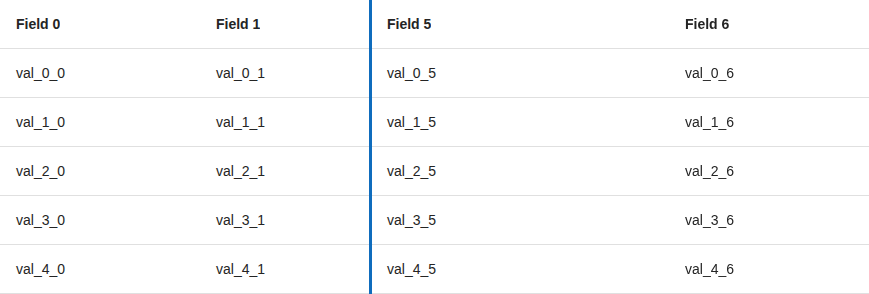 Field 0 Field 1 Field 5 Field 6
val_0_0 val_0_1 val_0_5 val_0_6
val_1_0 val_1_1 val_1_5 val_1_6
val_2_0 val_2_1 val_2_5 val_2_6
val_3_0 val_3_1 val_3_5 val_3_6
val_4_0 val_4_1 val_4_5 val_4_6